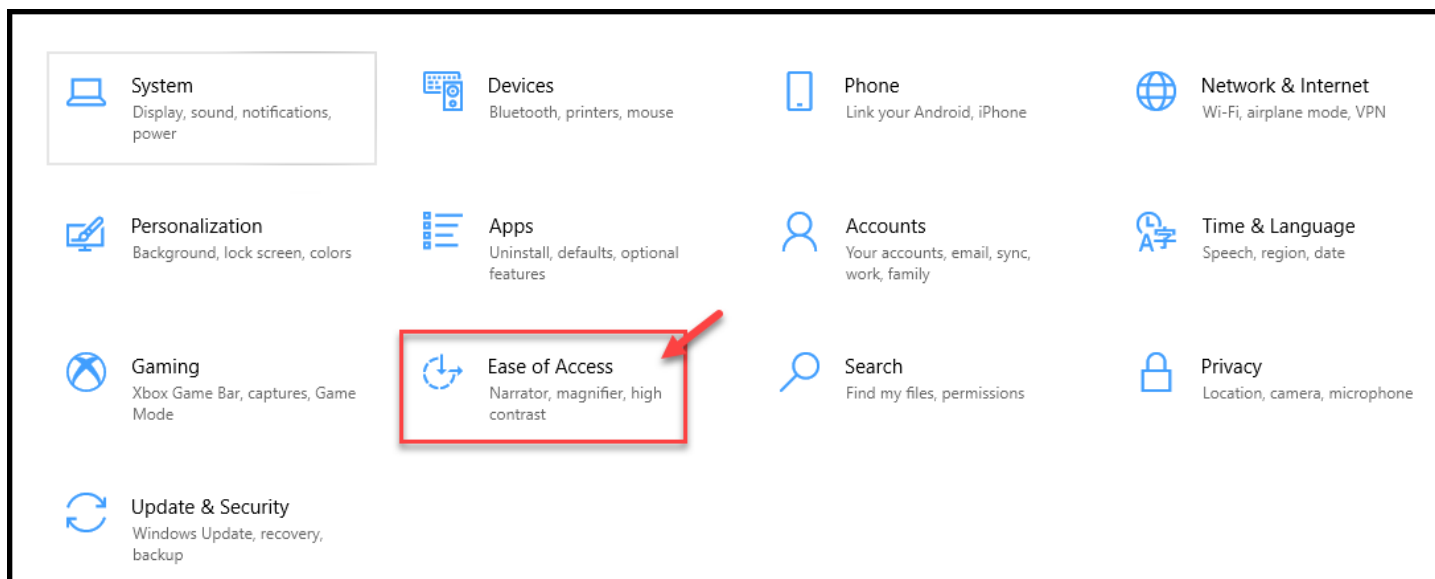 System
Display, sound, notifications,
power
Devices
Bluetooth, printers, mouse
Phone
Link your Android, iPhone
Network & Internet
Wi-Fi, airplane mode, VPN
Personalization
Background, lock screen, colors
Apps
Uninstall, defaults, optional
features
Accounts
Your accounts, email, sync,
work, family
Time & Language
Speech, region, date
Gaming
Xbox Game Bar, captures, Game
Mode
Ease of Access
Narrator, magnifier, high
contrast
Search
Find my files, permissions
Privacy
Location, camera, microphone
Update & Security
Windows Update, recovery,
backup